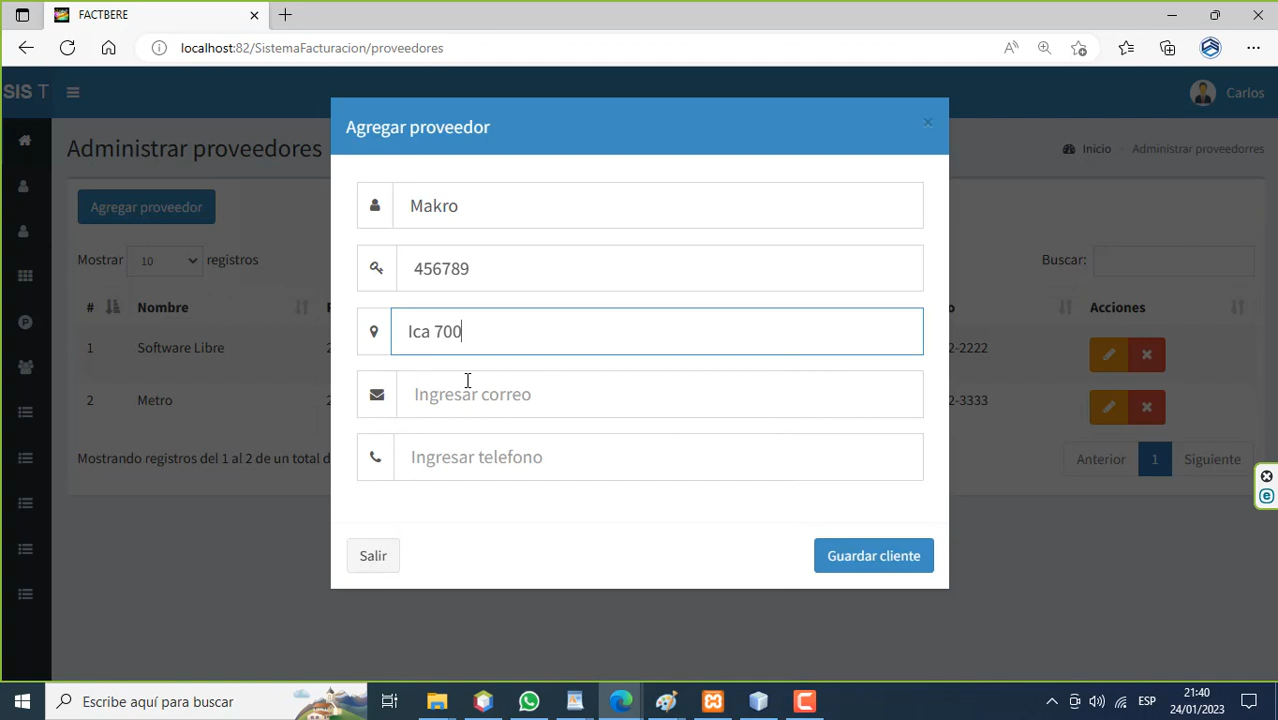 FACTBERE
localhost:82/SistemaFacturacion/proveedores
SIS T
Carlos
Agregar proveedor
Administrar proveedores
Inicio
Administrar proveedorres
Agregar proveedor
Makro
Mostrar 10 registros
Buscar:
456789
# Nombre
Acciones
Ica 700
1 Software Libre
2-2222
2 Metro
2-3333
Ingresar correo
Mostrando registros del 1 al 2 de un total d
Ingresar telefono
Anterior 1 Siguiente
Salir
Guardar cliente
Escribe aquí para buscar
ESP
21:40
24/01/2023